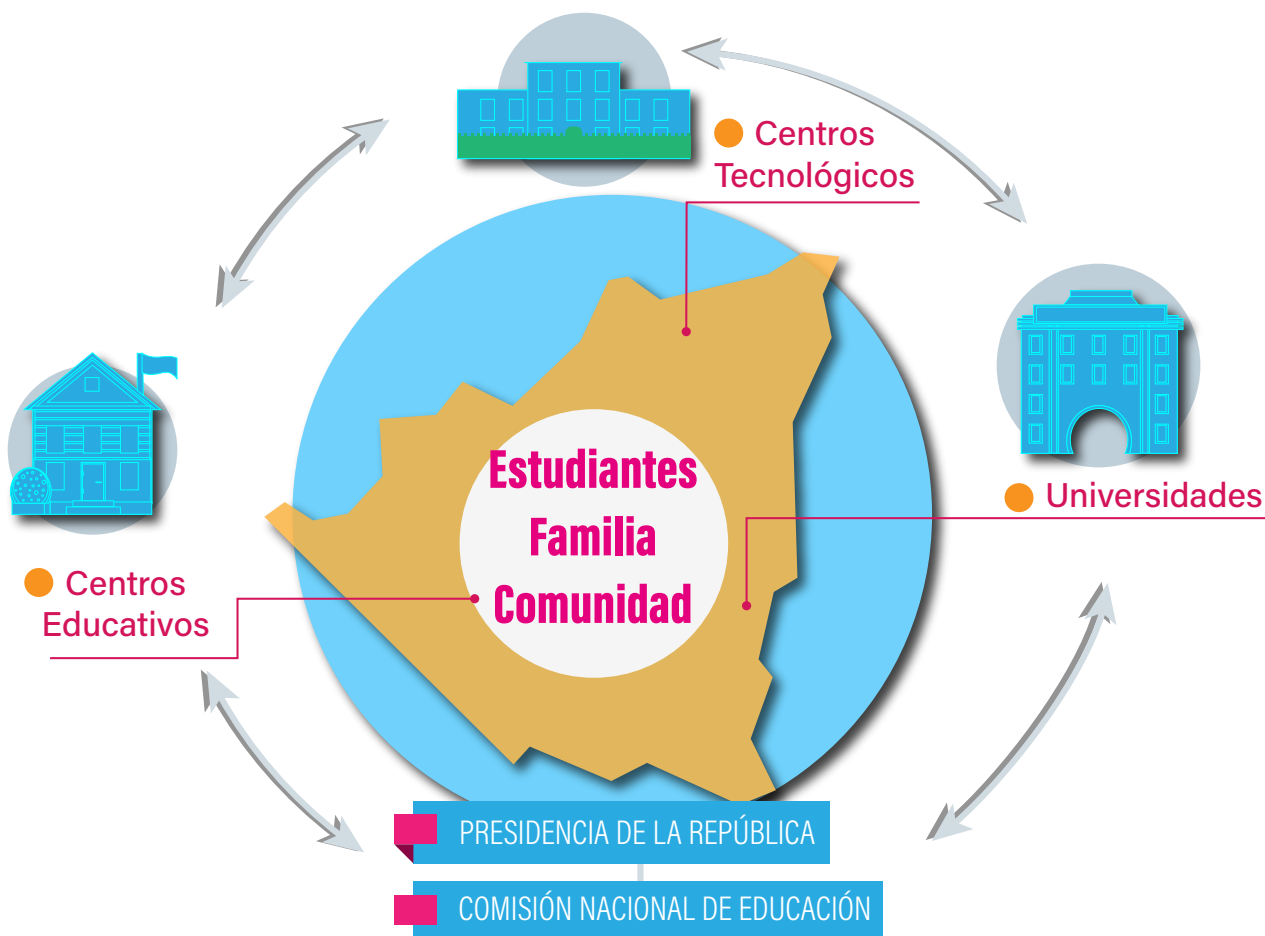 Centros
Tecnológicos
Universidades
Estudiantes
Familia
Comunidad
Centros
Educativos
PRESIDENCIA DE LA REPÚBLICA
COMISIÓN NACIONAL DE EDUCACIÓN